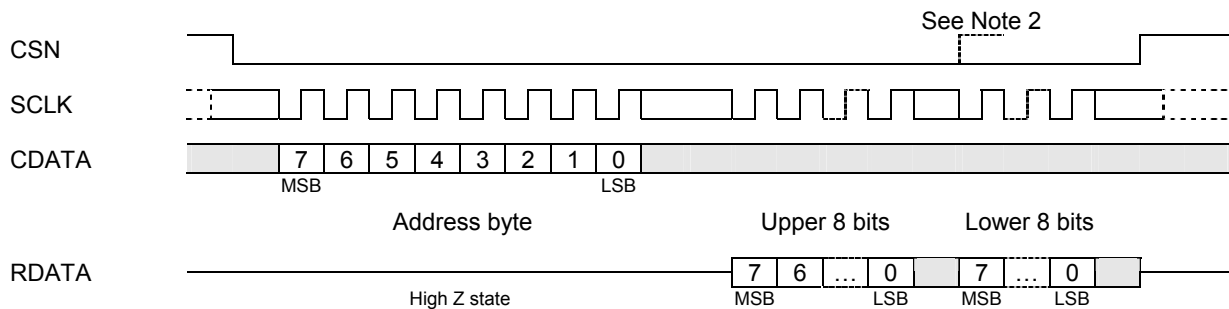 See Note 2
CSN
SCLK
CDATA 7 6 5 4 3 2 1 0
MSB LSB
Address byte Upper 8 bits Lower 8 bits
RDATA 7 6 ... 0 7 ... 0
High Z state MSB LSB MSB LSB